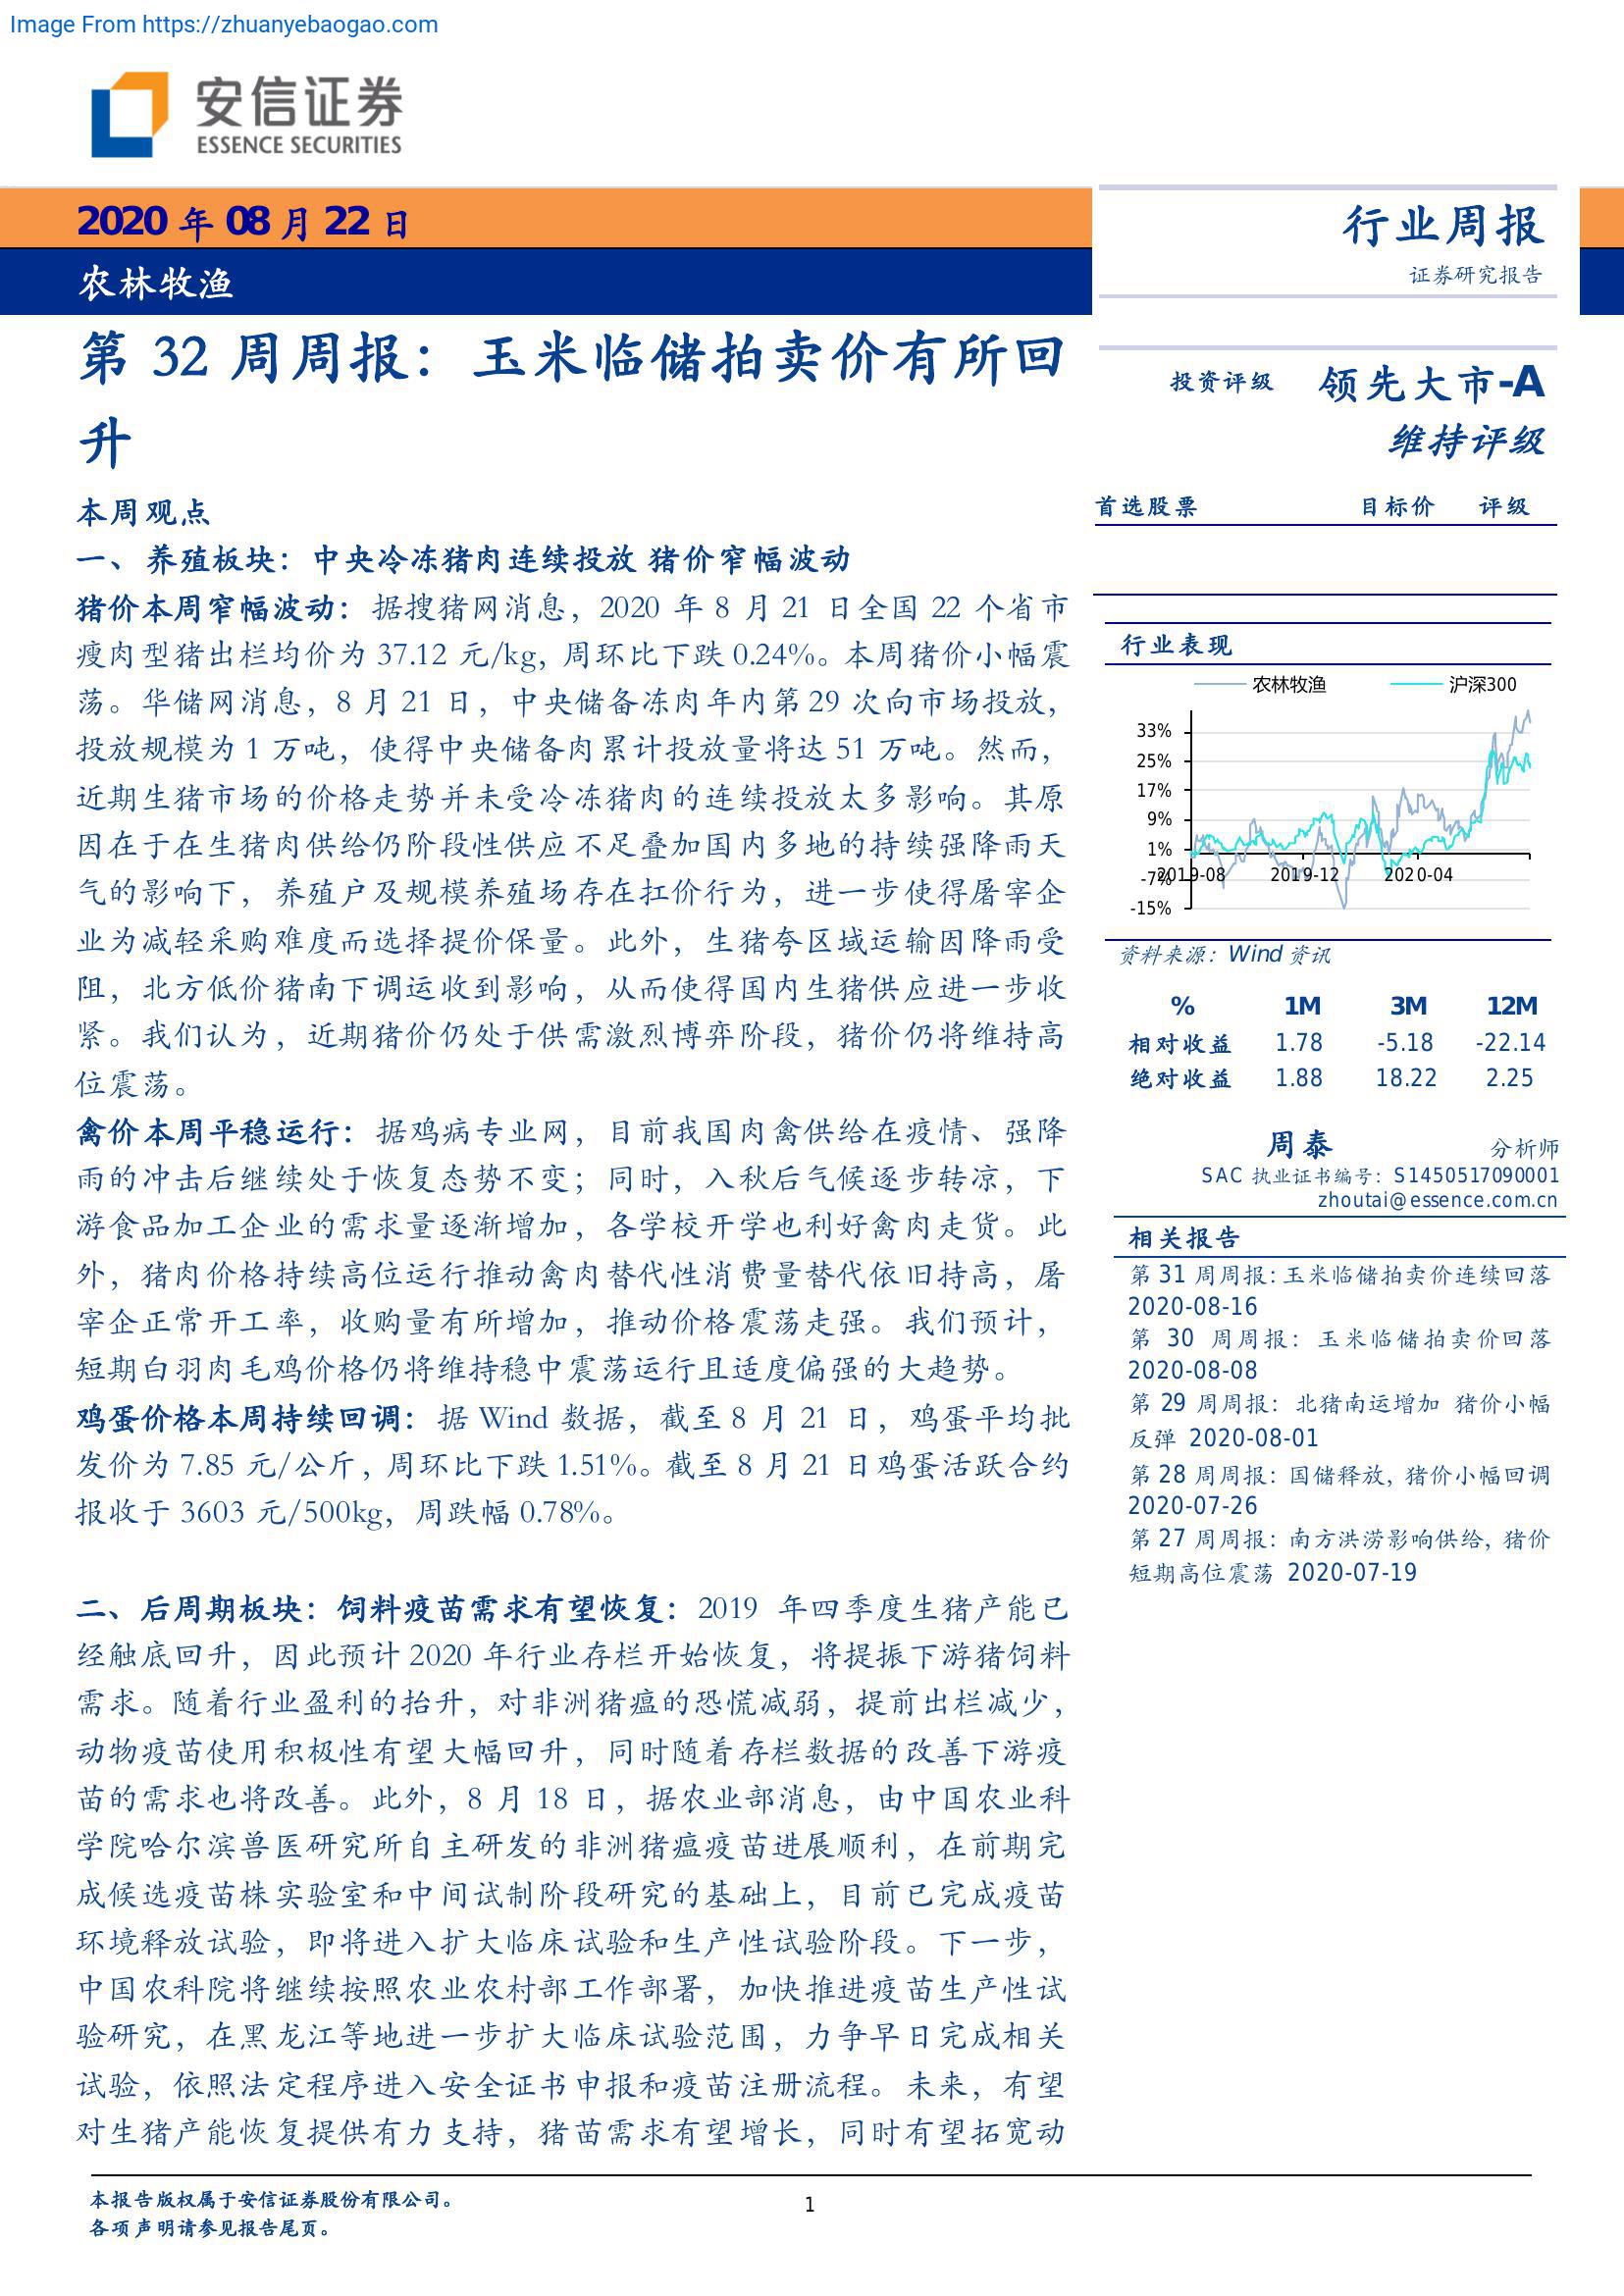 Image From https://zhuanyebaogao.com
安信证券
ESSENCE SECURITIES
2020 年 08 月 22 日
农林牧渔
行业周报
证券研究报告
第 32 周周报：玉米临储拍卖价有所回
升
本周观点
一、养殖板块：中央冷冻猪肉连续投放 猪价窄幅波动
猪价本周窄幅波动：据搜猪网消息，2020 年 8 月 21 日全国 22 个省市
瘦肉型猪出栏均价为 37.12 元/kg，周环比下跌 0.24%。本周猪价小幅震
荡。华储网消息，8 月 21 日，中央储备冻肉年内第 29 次向市场投放，
投放规模为 1 万吨，使得中央储备肉累计投放量将达 51 万吨。然而，
近期生猪市场的价格走势并未受冷冻猪肉的连续投放太多影响。其原
因在于在生猪肉供给仍阶段性供应不足叠加国内多地的持续强降雨天
气的影响下，养殖户及规模养殖场存在扛价行为，进一步使得屠宰企
业为减轻采购难度而选择提价保量。此外，生猪夸区域运输因降雨受
阻，北方低价猪南下调运收到影响，从而使得国内生猪供应进一步收
紧。我们认为，近期猪价仍处于供需激烈博弈阶段，猪价仍将维持高
位震荡。
禽价本周平稳运行：据鸡病专业网，目前我国肉禽供给在疫情、强降
雨的冲击后继续处于恢复态势不变；同时，入秋后气候逐步转凉，下
游食品加工企业的需求量逐渐增加，各学校开学也利好禽肉走货。此
外，猪肉价格持续高位运行推动禽肉替代性消费量替代依旧持高，屠
宰企正常开工率，收购量有所增加，推动价格震荡走强。我们预计，
短期白羽肉毛鸡价格仍将维持稳中震荡运行且适度偏强的大趋势。
鸡蛋价格本周持续回调：据 Wind 数据，截至 8 月 21 日，鸡蛋平均批
发价为 7.85 元/公斤，周环比下跌 1.51%。截至 8 月 21 日鸡蛋活跃合约
报收于 3603 元/500kg，周跌幅 0.78%。
二、后周期板块：饲料疫苗需求有望恢复：2019 年四季度生猪产能已
经触底回升，因此预计 2020 年行业存栏开始恢复，将提振下游猪饲料
需求。随着行业盈利的抬升，对非洲猪瘟的恐慌减弱，提前出栏减少，
动物疫苗使用积极性有望大幅回升，同时随着存栏数据的改善下游疫
苗的需求也将改善。此外，8 月 18 日，据农业部消息，由中国农业科
学院哈尔滨兽医研究所自主研发的非洲猪瘟疫苗进展顺利，在前期完
成候选疫苗株实验室和中间试制阶段研究的基础上，目前已完成疫苗
环境释放试验，即将进入扩大临床试验和生产性试验阶段。下一步，
中国农科院将继续按照农业农村部工作部署，加快推进疫苗生产性试
验研究，在黑龙江等地进一步扩大临床试验范围，力争早日完成相关
试验，依照法定程序进入安全证书申报和疫苗注册流程。未来，有望
对生猪产能恢复提供有力支持，猪苗需求有望增长，同时有望拓宽动
投资评级 领先大市-A
维持评级
首选股票 目标价 评级
行业表现
农林牧渔 沪深300
33%
25%
17%
9%
1%
-7%
-15%
2019-08 2019-12 2020-04
资料来源：Wind 资讯
% 1M 3M 12M
相对收益 1.78 -5.18 -22.14
绝对收益 1.88 18.22 2.25
周泰 分析师
SAC 执业证书编号：S1450517090001
zhoutai@essence.com.cn
相关报告
第 31 周周报：玉米临储拍卖价连续回落
2020-08-16
第 30 周周报：玉米临储拍卖价回落
2020-08-08
第 29 周周报：北猪南运增加 猪价小幅
反弹 2020-08-01
第 28 周周报：国储释放，猪价小幅回调
2020-07-26
第 27 周周报：南方洪涝影响供给，猪价
短期高位震荡 2020-07-19
本报告版权属于安信证券股份有限公司。
各项声明请参见报告尾页。
1